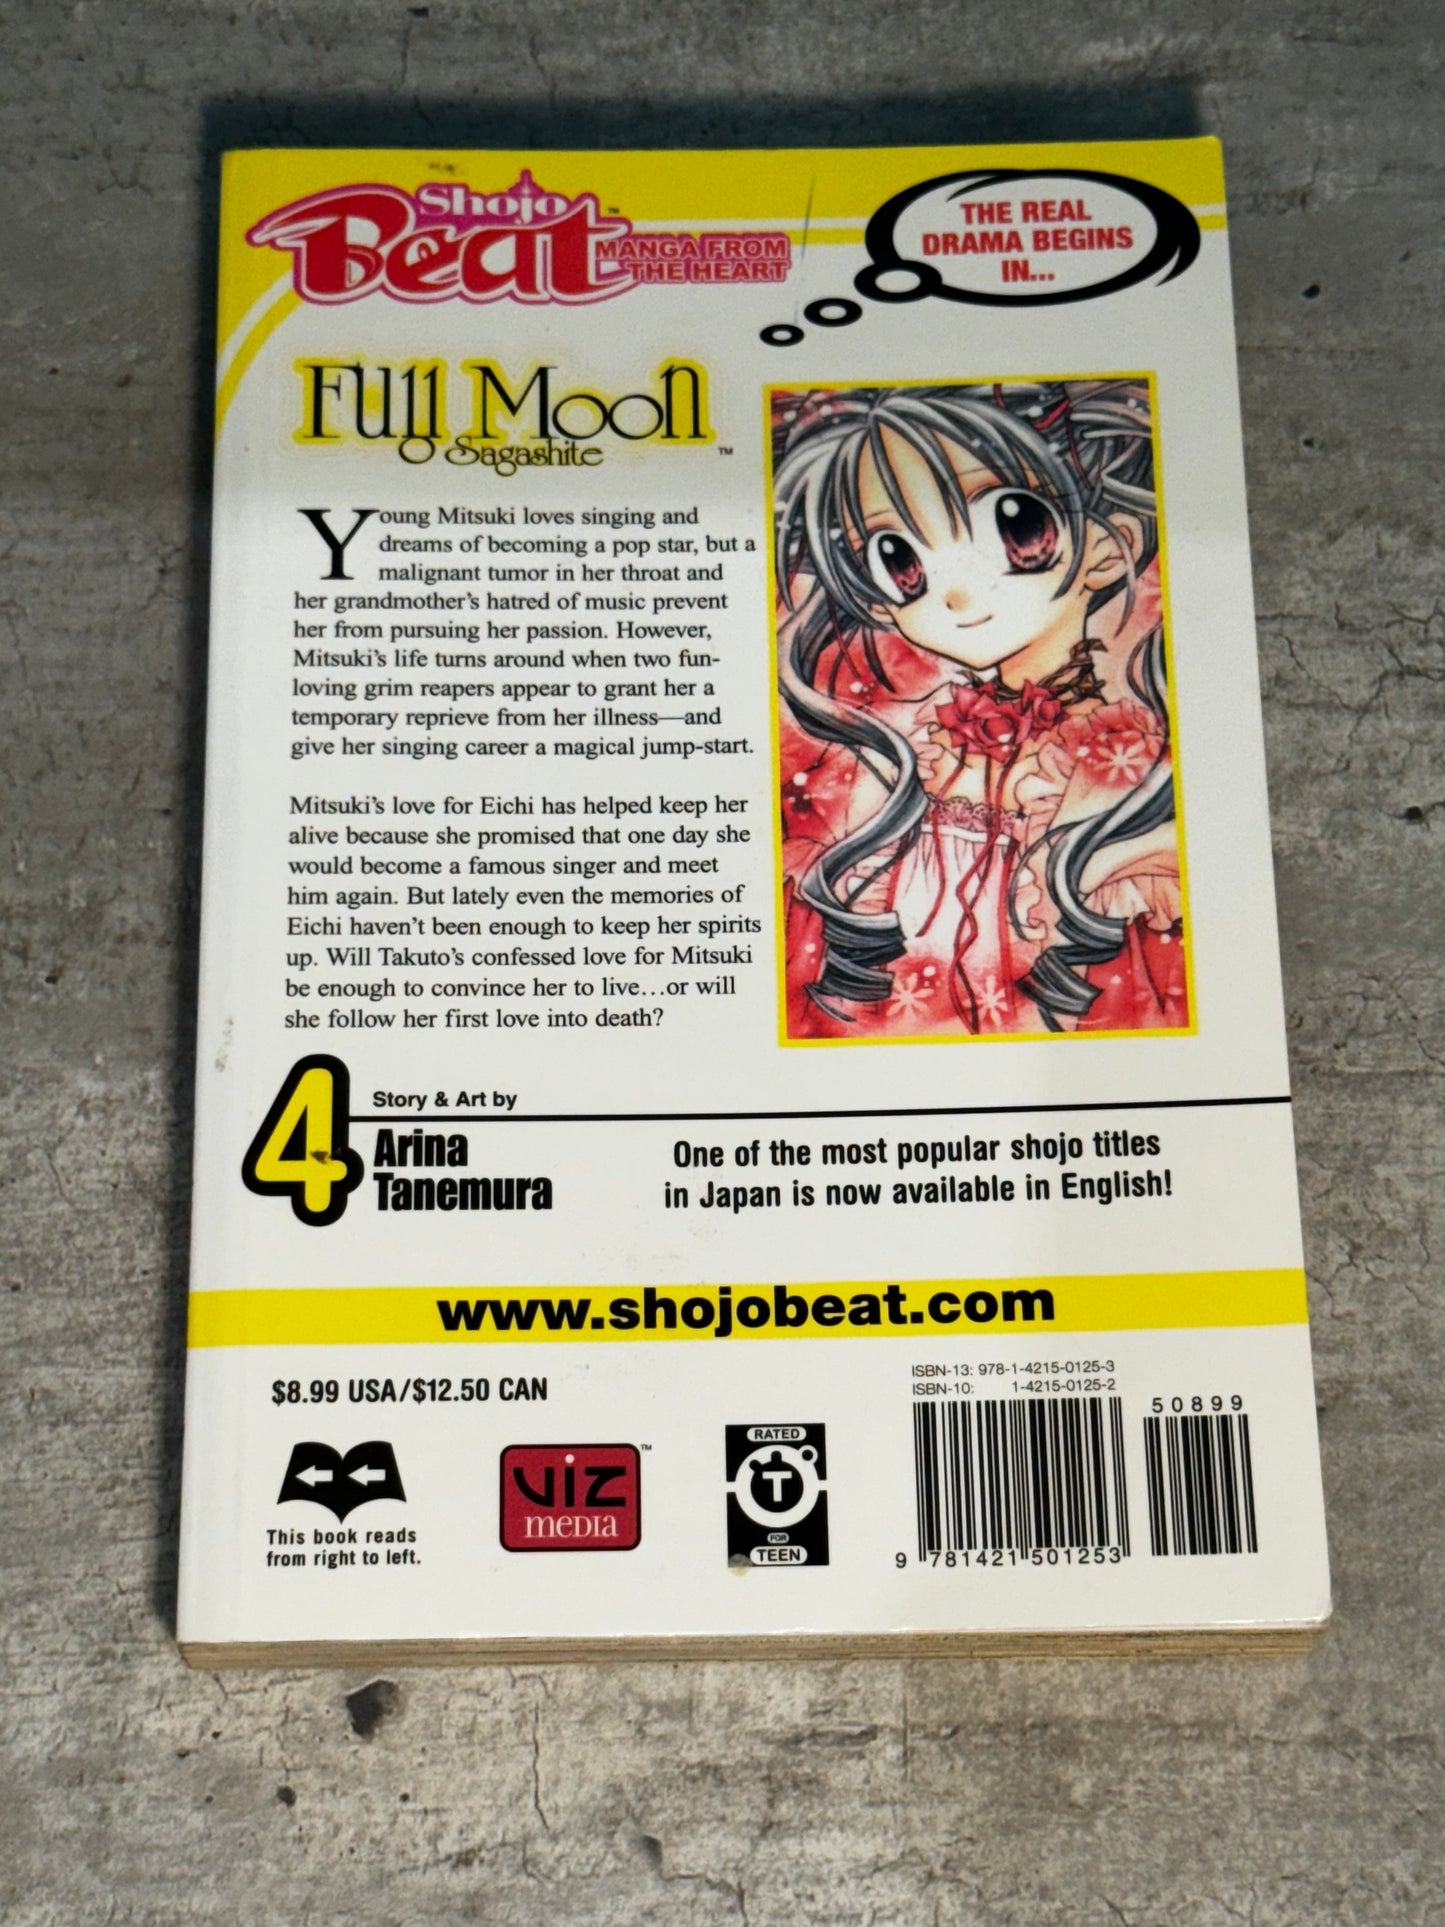 Shojo
Beat™
MANGA FROM
THE HEART
THE REAL
DRAMA BEGINS
IN...
Full Moon
Sagashite ™
Young Mitsuki loves singing and
dreams of becoming a pop star, but a
malignant tumor in her throat and
her grandmother's hatred of music prevent
her from pursuing her passion. However,
Mitsuki's life turns around when two fun-
loving grim reapers appear to grant her a
temporary reprieve from her illness—and
give her singing career a magical jump-start.
Mitsuki's love for Eichi has helped keep her
alive because she promised that one day she
would become a famous singer and meet
him again. But lately even the memories of
Eichi haven't been enough to keep her spirits
up. Will Takuto's confessed love for Mitsuki
be enough to convince her to live...or will
she follow her first love into death?
4
Story & Art by
Arina
Tanemura
One of the most popular shojo titles
in Japan is now available in English!
www.shojobeat.com
$8.99 USA/$12.50 CAN
This book reads
from right to left.
VIZ
MEDIA
™
RATED
T
FOR
TEEN
ISBN-13: 978-1-4215-0125-3
ISBN-10: 1-4215-0125-2
50899
9 781421 501253